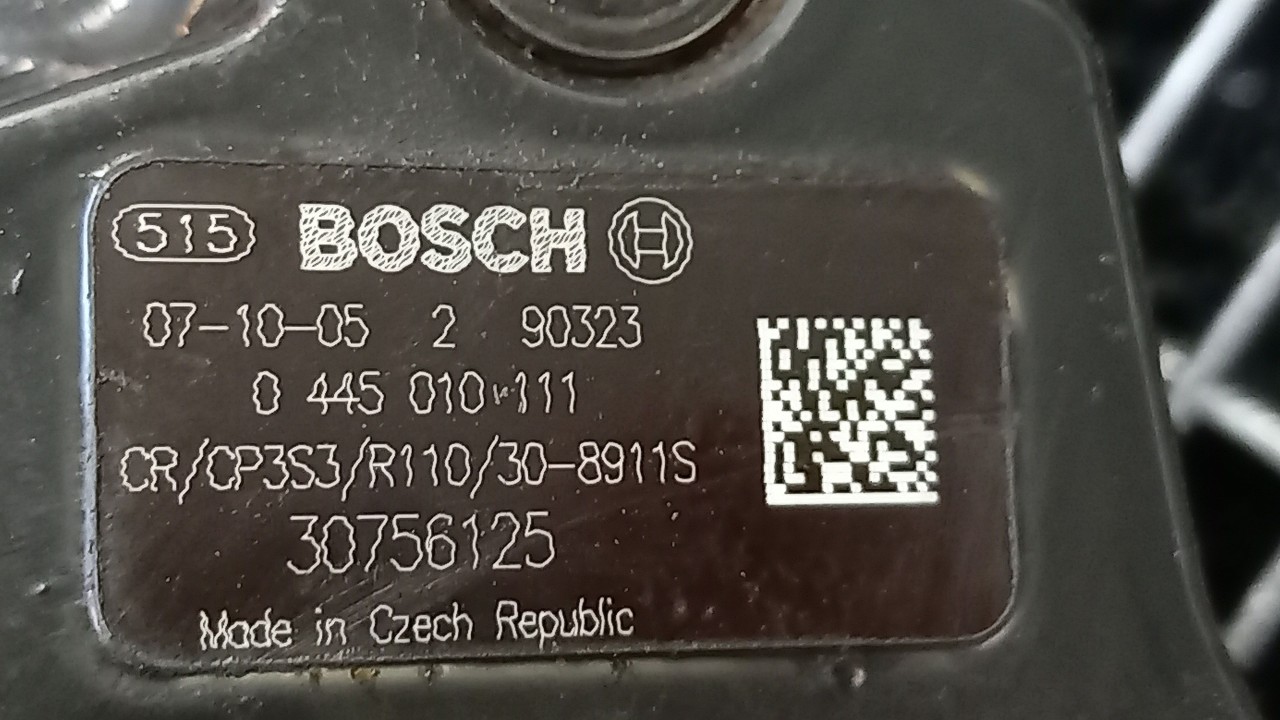 515 BOSCH
07-10-05 2 90323
0 445 010 111
CR/CP3S3/R110/30-8911S
30756125
Made in Czech Republic